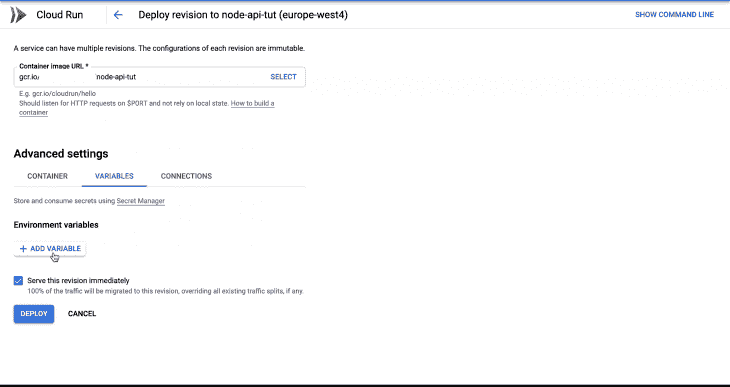 Cloud Run
Deploy revision to node-api-tut (europe-west4)
SHOW COMMAND LINE
A service can have multiple revisions. The configurations of each revision are immutable.
Container image URL *
gcr.io/ node-api-tut
SELECT
E.g. gcr.io/cloudrun/hello
Should listen for HTTP requests on $PORT and not rely on local state. How to build a
container
Advanced settings
CONTAINER VARIABLES CONNECTIONS
Store and consume secrets using Secret Manager
Environment variables
+ ADD VARIABLE
Serve this revision immediately
100% of the traffic will be migrated to this revision, overriding all existing traffic splits, if any.
DEPLOY CANCEL